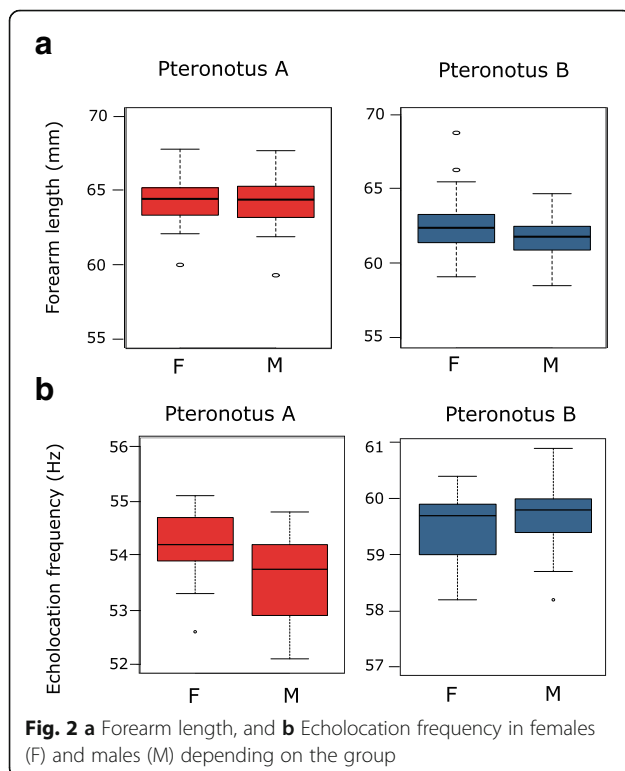 a
Pteronotus A
Pteronotus B
Forearm length (mm)
70
65
60
55
F
M
70
65
60
55
F
M
b
Pteronotus A
Pteronotus B
Echolocation frequency (Hz)
56
55
54
53
52
F
M
61
60
59
58
57
F
M
Fig. 2 a Forearm length, and b Echolocation frequency in females
(F) and males (M) depending on the group